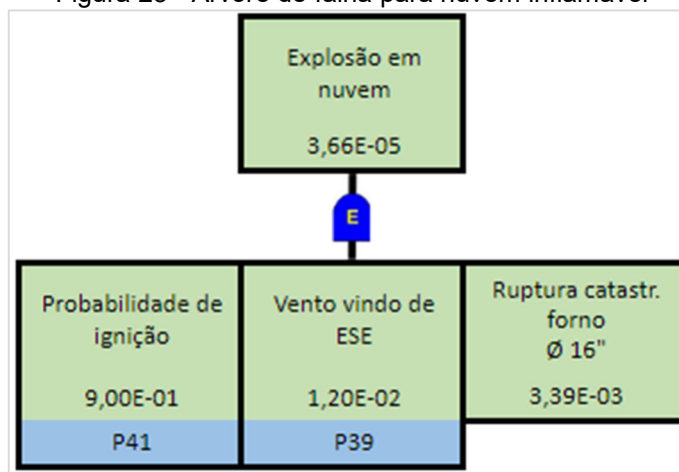 Figura 23 - Árvore de falha para nuvem inflamável
Explosão em
nuvem
3,66E-05
E
Probabilidade de
ignição
9,00E-01
P41
Vento vindo de
ESE
1,20E-02
P39
Ruptura catastr.
forno
Ø 16"
3,39E-03